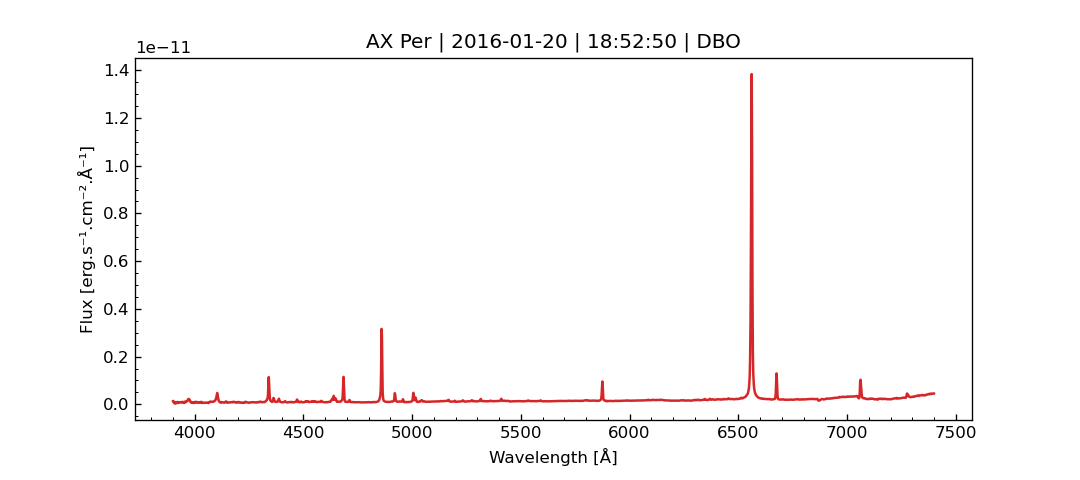 AX Per | 2016-01-20 | 18:52:50 | DBO
1e−11
1.4
1.2
1.0
0.8
0.6
0.4
0.2
0.0
Flux [erg.s⁻¹.cm⁻².Å⁻¹]
4000 4500 5000 5500 6000 6500 7000 7500
Wavelength [Å]